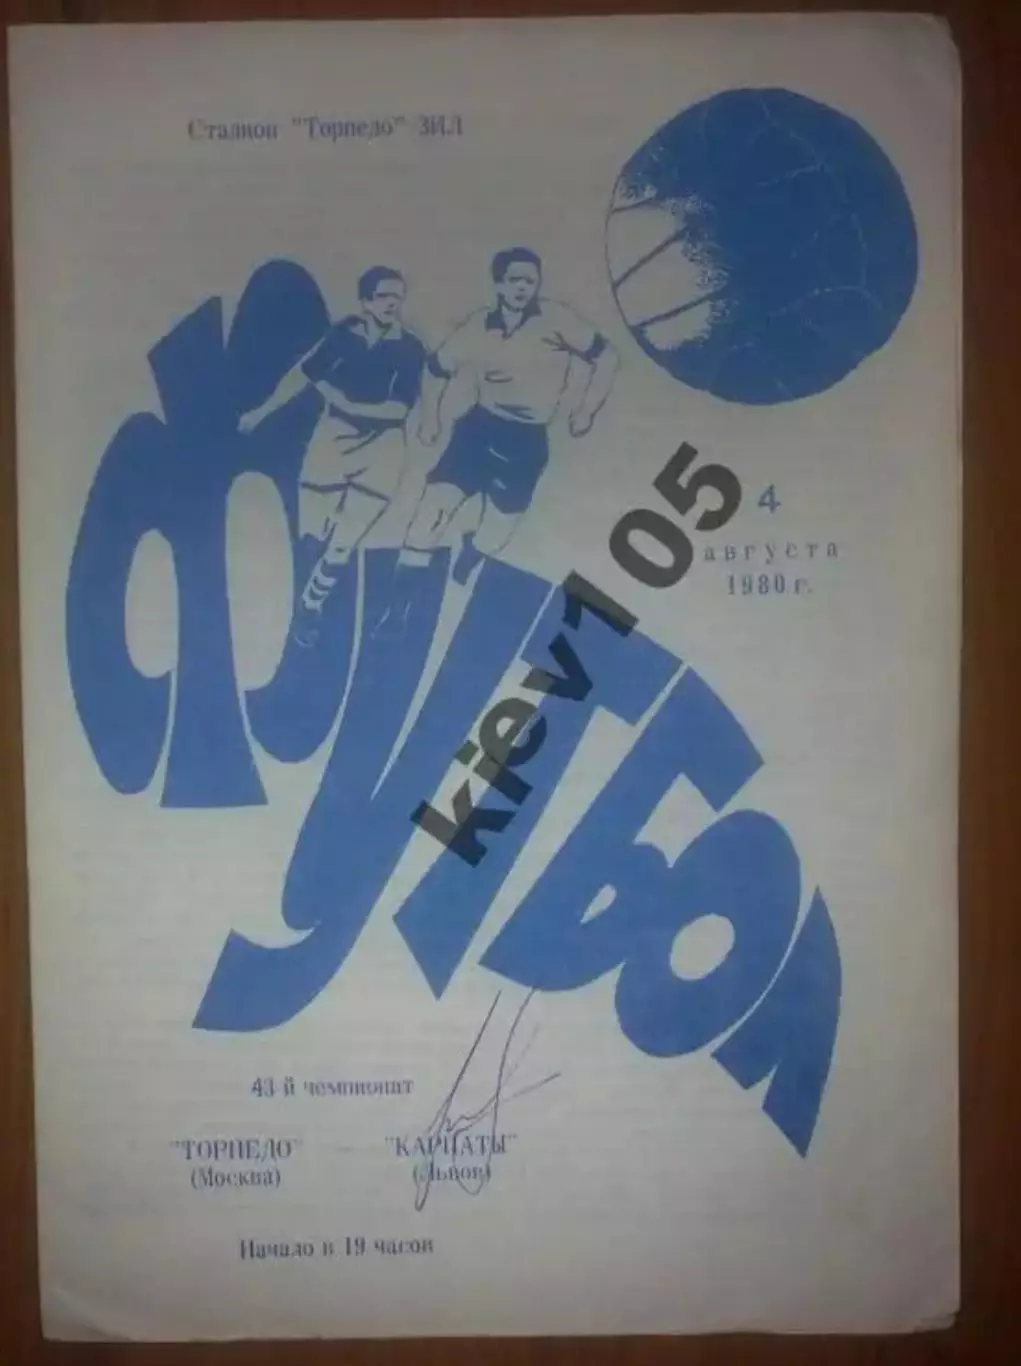 Стадион "Торпедо" ЗИЛ
4
августа
1980 г.
ФУТБОЛ
kiev105
43-й чемпионат
"ТОРПЕДО" — "КАРПАТЫ"
(Москва) (Львов)
Начало в 19 часов